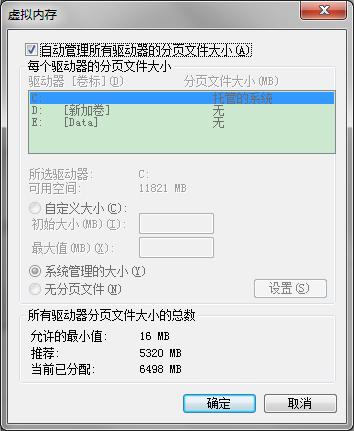 虚拟内存
自动管理所有驱动器的分页文件大小(A)
每个驱动器的分页文件大小
驱动器 [卷标](D) 分页文件大小(MB)
C: 托管的系统
D: [新加卷] 无
E: [Data] 无
所选驱动器: C:
可用空间: 11821 MB
自定义大小(C):
初始大小(MB)(I):
最大值(MB)(X):
系统管理的大小(Y)
无分页文件(N) 设置(S)
所有驱动器分页文件大小的总数
允许的最小值: 16 MB
推荐: 5320 MB
当前已分配: 6498 MB
确定 取消